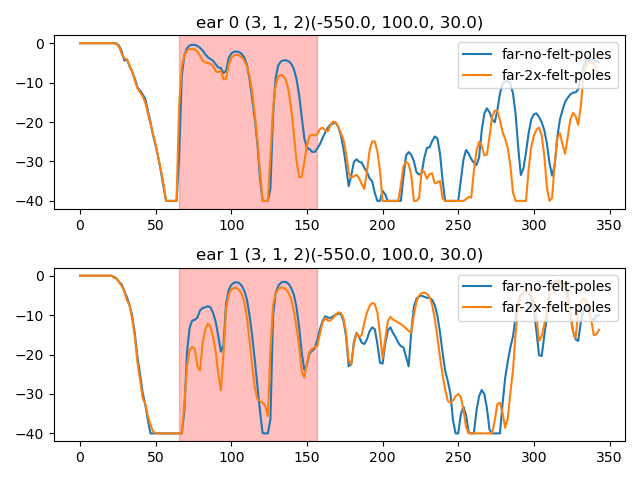 ear 0 (3, 1, 2)(-550.0, 100.0, 30.0)
0
−10
−20
−30
−40
far-no-felt-poles
far-2x-felt-poles
0 50 100 150 200 250 300 350
ear 1 (3, 1, 2)(-550.0, 100.0, 30.0)
0
−10
−20
−30
−40
far-no-felt-poles
far-2x-felt-poles
0 50 100 150 200 250 300 350